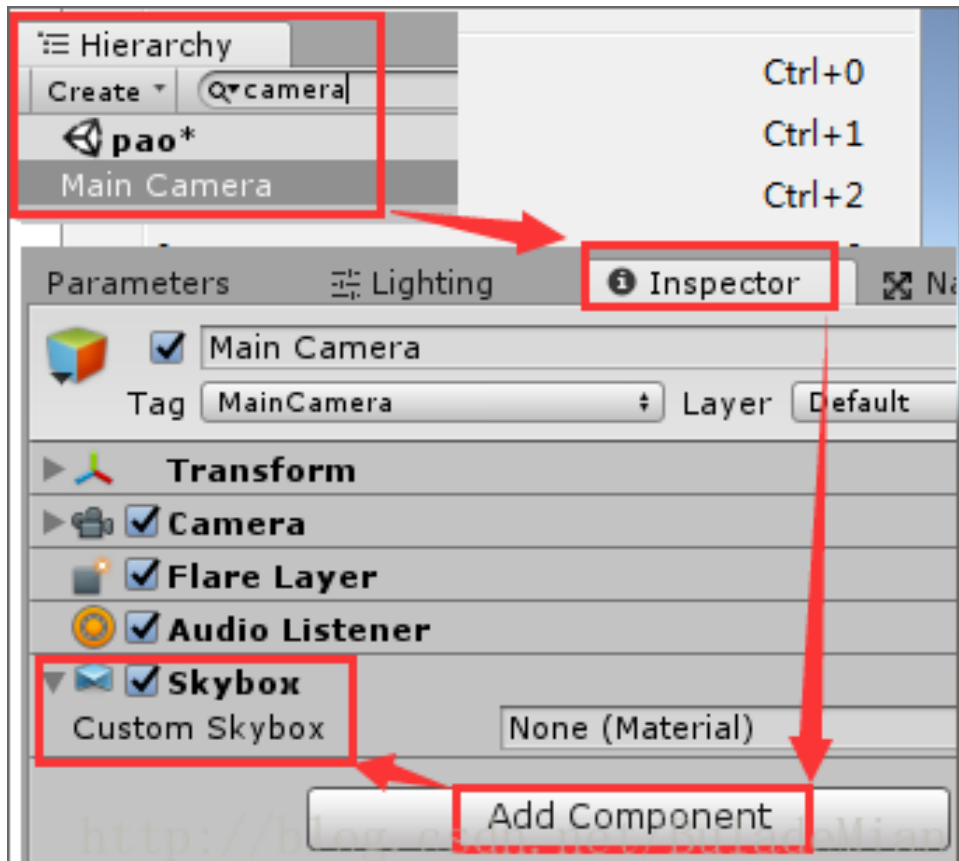 Hierarchy
Create camera
pao*
Main Camera
Ctrl+0
Ctrl+1
Ctrl+2
Parameters Lighting Inspector Na
Main Camera
Tag MainCamera Layer Default
Transform
Camera
Flare Layer
Audio Listener
Skybox
Custom Skybox None (Material)
Add Component